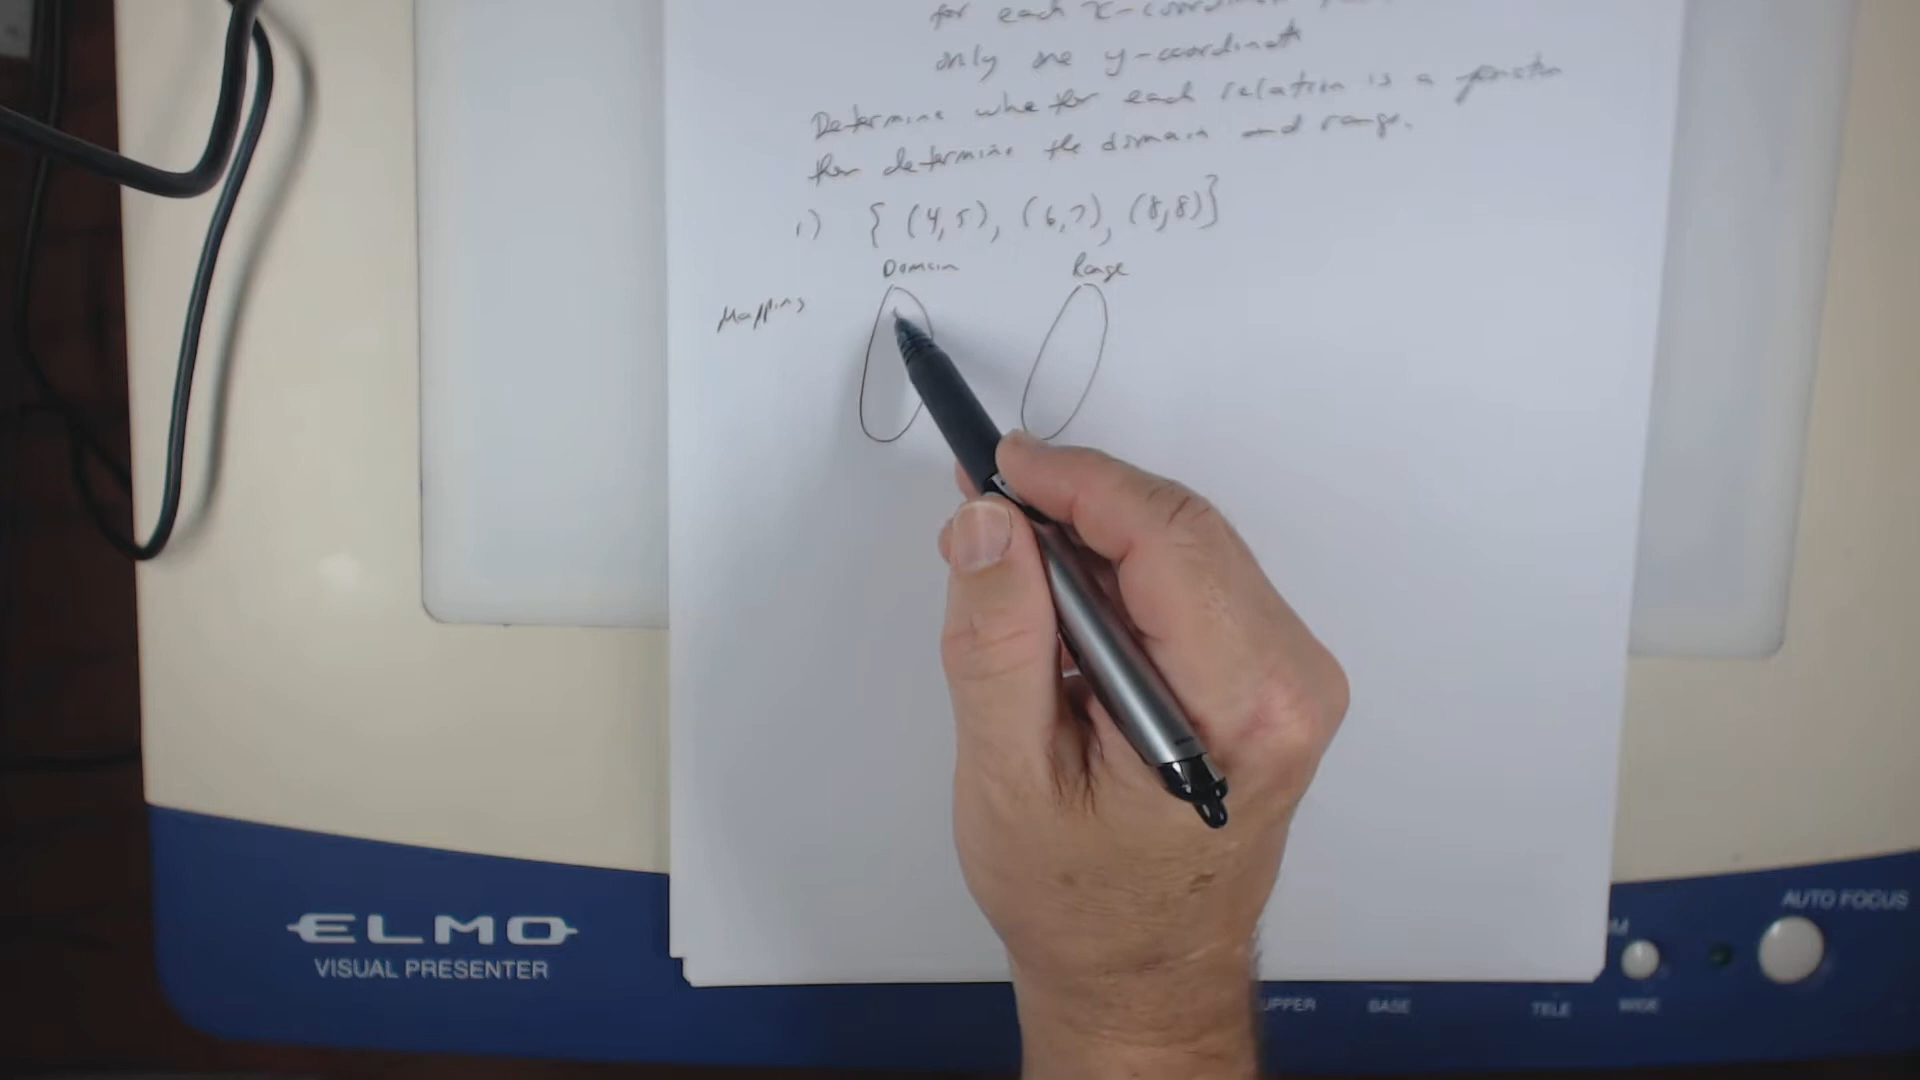 for each x-coordinate
only one y-coordinate
Determine whether each relation is a function
then determine the domain and range.
1) { (4,5), (6,7), (8,8)}
Domain Range
Mapping
ELMO
VISUAL PRESENTER
AUTO FOCUS
UPPER BASE TELE WIDE